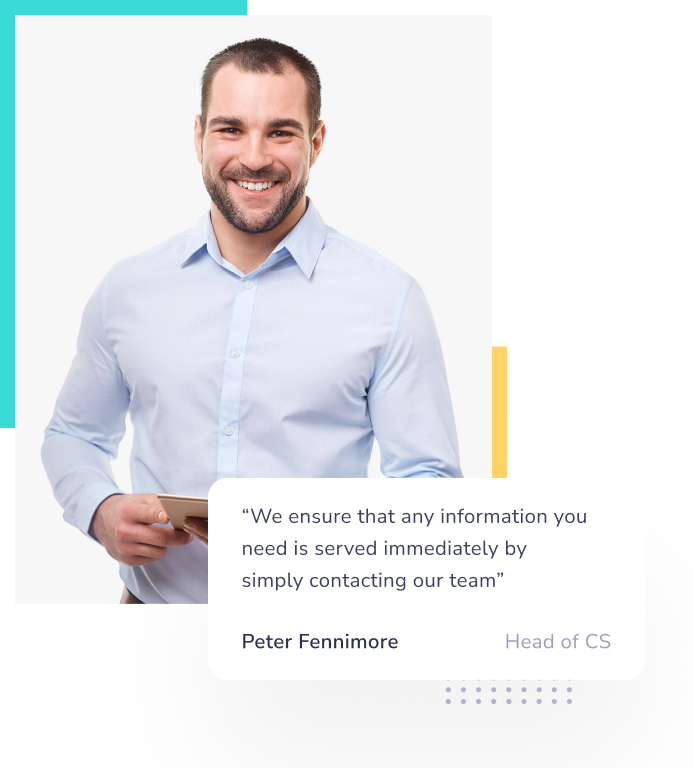 “We ensure that any information you
need is served immediately by
simply contacting our team”
Peter Fennimore Head of CS